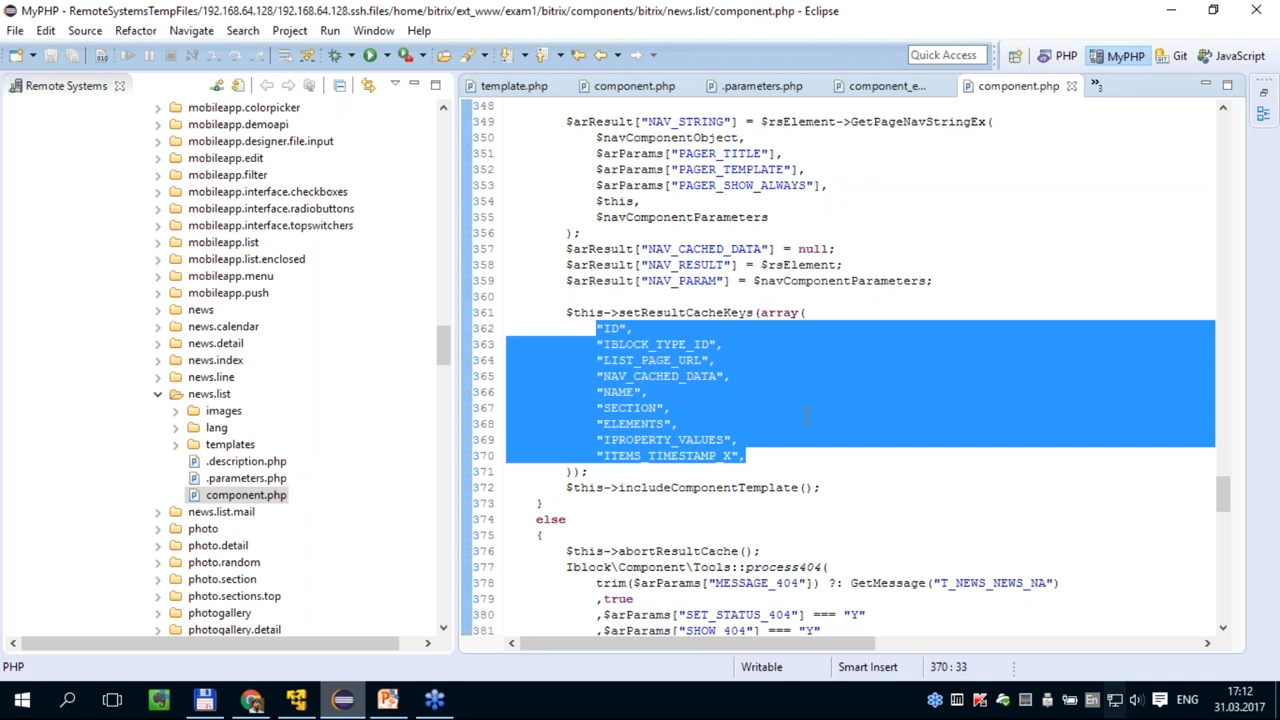 MyPHP - RemoteSystemsTempFiles/192.168.64.128/192.168.64.128.ssh.files/home/bitrix/ext_www/exam1/bitrix/components/bitrix/news.list/component.php - Eclipse
File Edit Source Refactor Navigate Search Project Run Window Help
Quick Access PHP MyPHP Git JavaScript
Remote Systems
mobileapp.colorpicker
mobileapp.demoapi
mobileapp.designer.file.input
mobileapp.edit
mobileapp.filter
mobileapp.interface.checkboxes
mobileapp.interface.radiobuttons
mobileapp.interface.topswitchers
mobileapp.list
mobileapp.list.enclosed
mobileapp.menu
mobileapp.push
news
news.calendar
news.detail
news.index
news.line
news.list
images
lang
templates
.description.php
.parameters.php
component.php
news.list.mail
photo
photo.detail
photo.random
photo.section
photo.sections.top
photogallery
photogallery.detail
template.php component.php .parameters.php component_e... component.php
348
349 $arResult["NAV_STRING"] = $rsElement->GetPageNavStringEx(
350 $navComponentObject,
351 $arParams["PAGER_TITLE"],
352 $arParams["PAGER_TEMPLATE"],
353 $arParams["PAGER_SHOW_ALWAYS"],
354 $this,
355 $navComponentParameters
356 );
357 $arResult["NAV_CACHED_DATA"] = null;
358 $arResult["NAV_RESULT"] = $rsElement;
359 $arResult["NAV_PARAM"] = $navComponentParameters;
360
361 $this->setResultCacheKeys(array(
362 "ID",
363 "IBLOCK_TYPE_ID",
364 "LIST_PAGE_URL",
365 "NAV_CACHED_DATA",
366 "NAME",
367 "SECTION",
368 "ELEMENTS",
369 "IPROPERTY_VALUES",
370 "ITEMS_TIMESTAMP_X",
371 ));
372 $this->includeComponentTemplate();
373 }
374 else
375 {
376 $this->abortResultCache();
377 Iblock\Component\Tools::process404(
378 trim($arParams["MESSAGE_404"]) ?: GetMessage("T_NEWS_NEWS_NA")
379 ,true
380 ,$arParams["SET_STATUS_404"] === "Y"
381 ,$arParams["SHOW_404"] === "Y"
PHP Writable Smart Insert 370 : 33
En ENG 17:12
31.03.2017